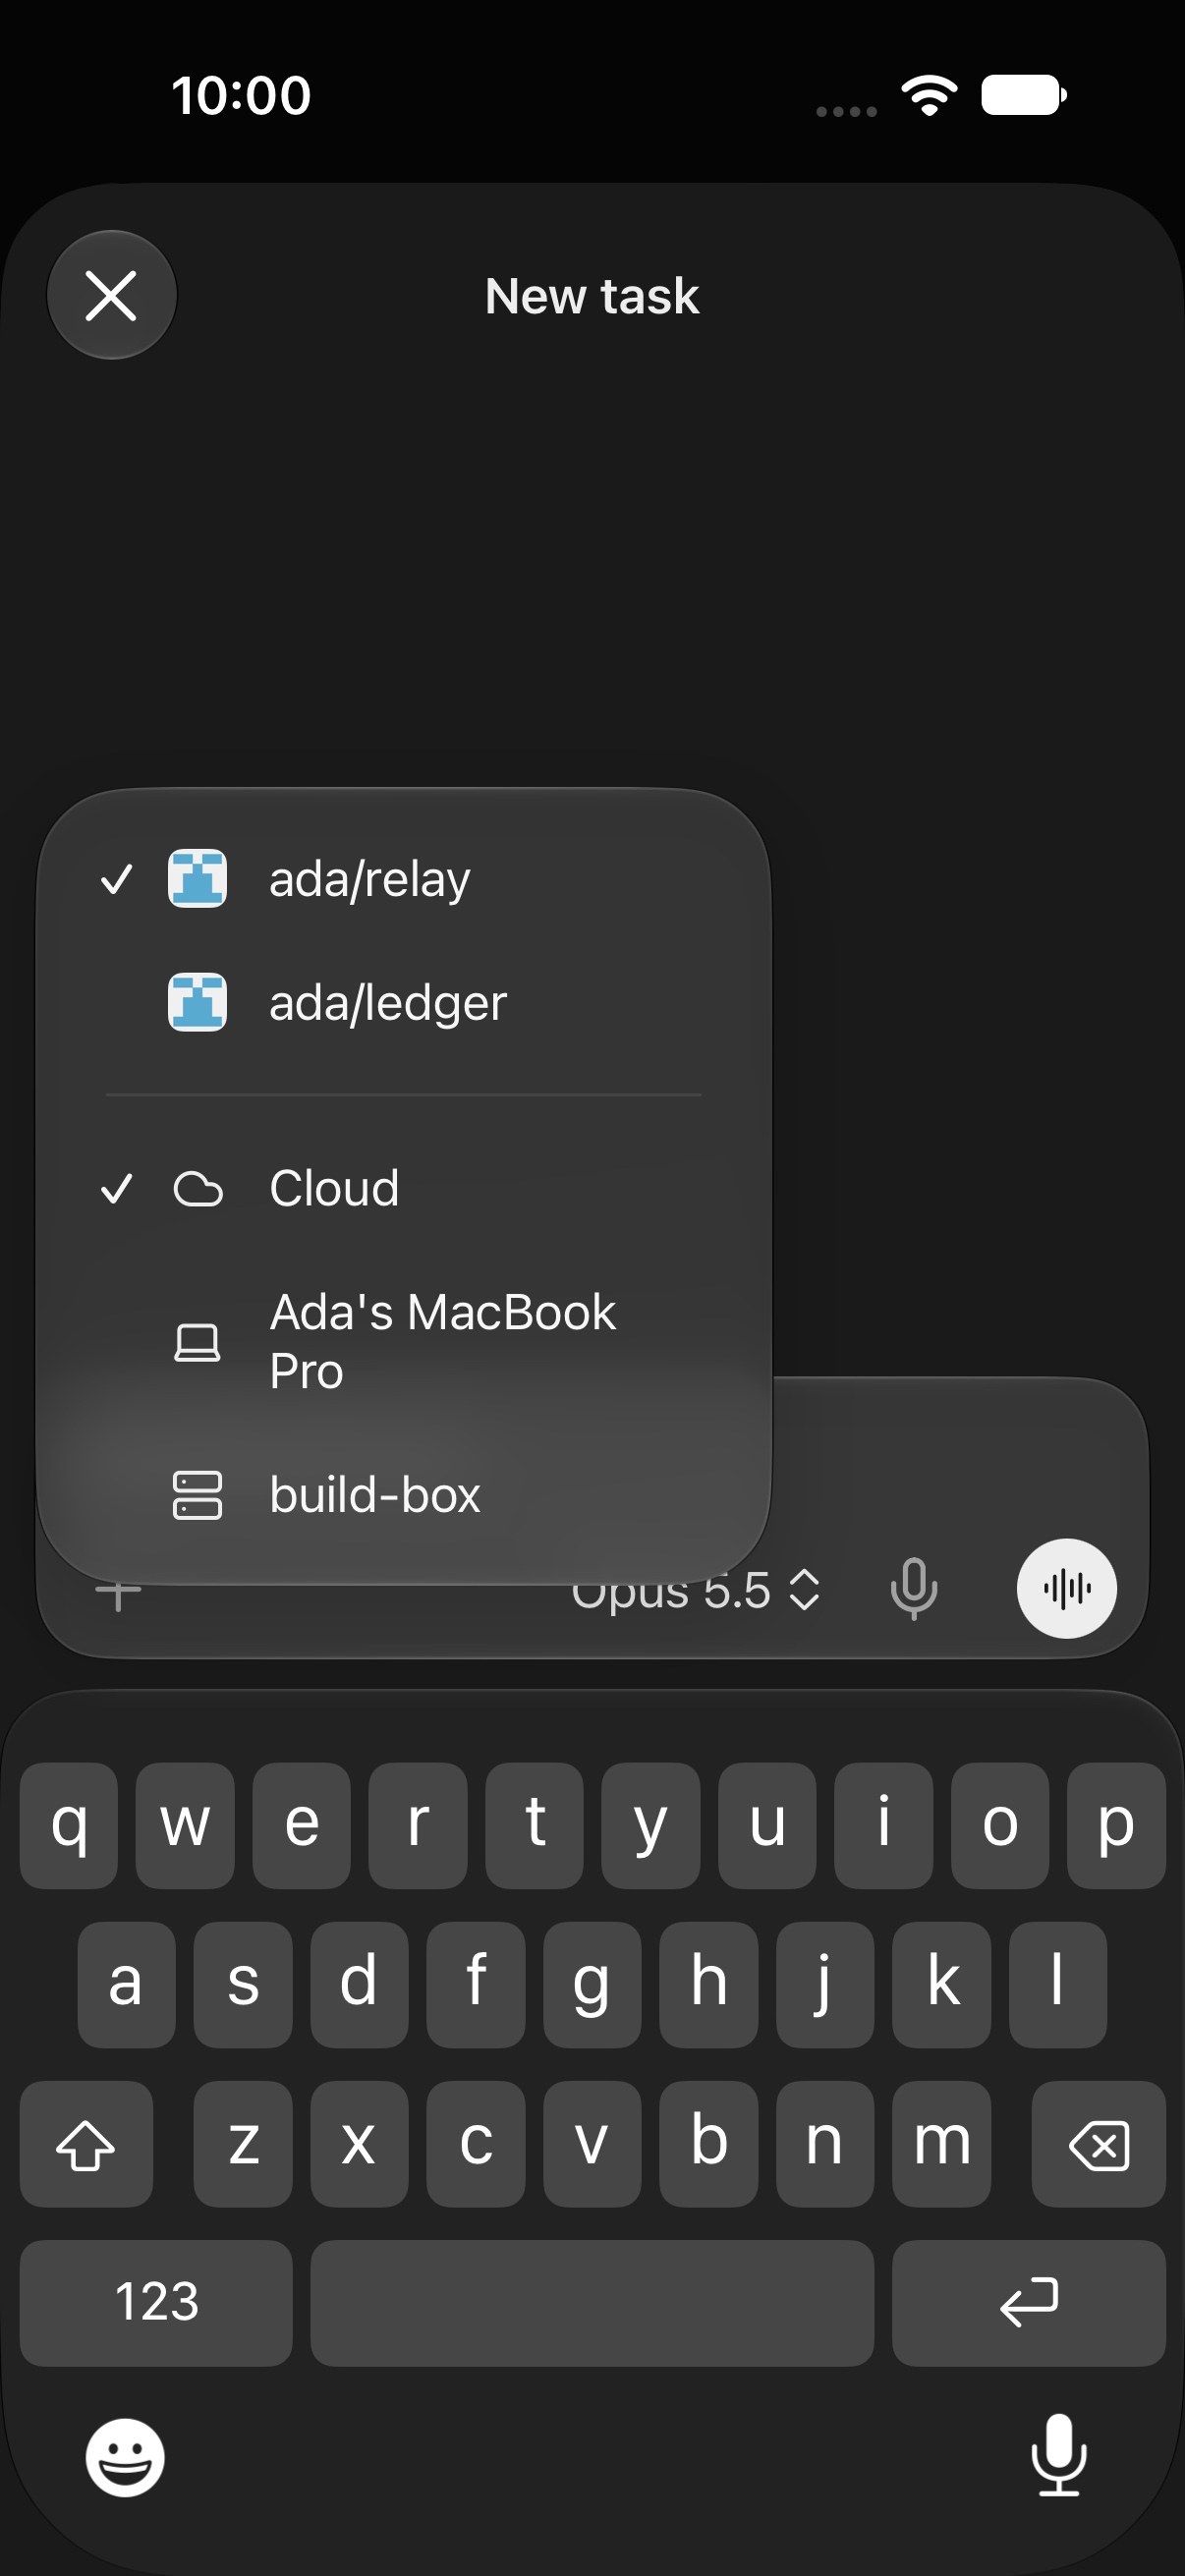 10:00
New task
ada/relay
ada/ledger
Cloud
Ada's MacBook
Pro
build-box
Opus 5.5
q w e r t y u i o p
a s d f g h j k l
z x c v b n m
123